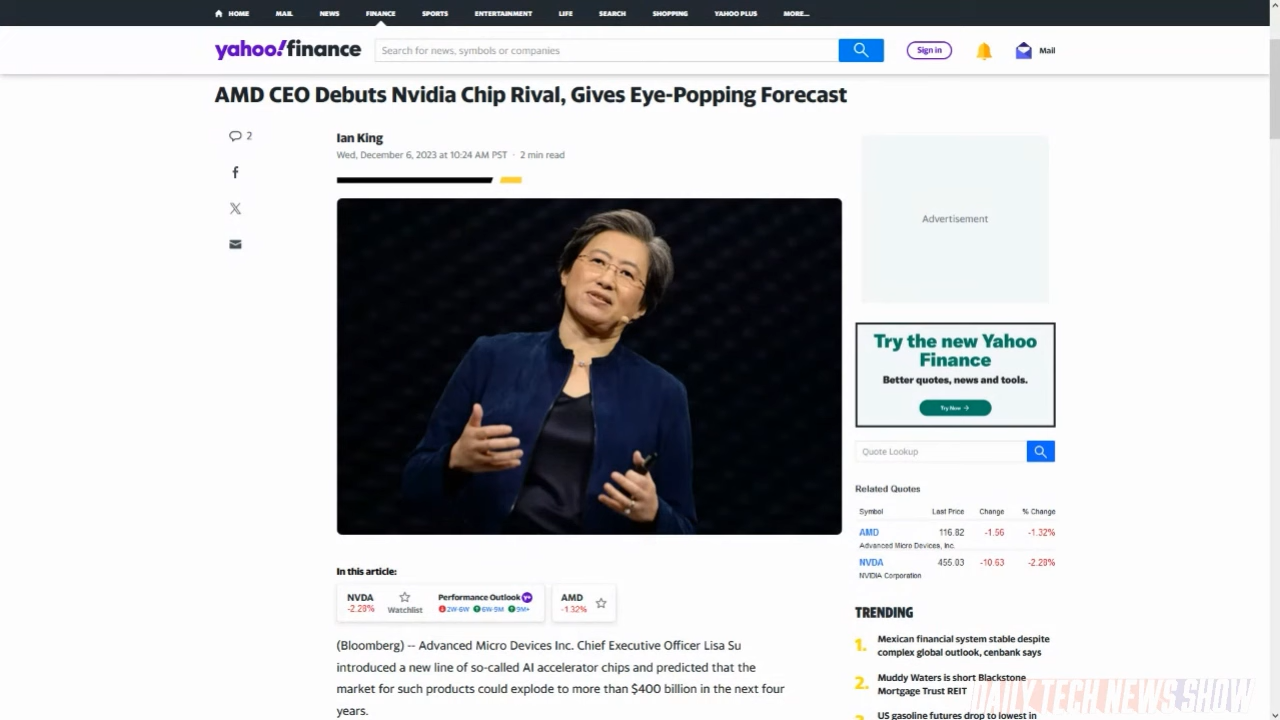 HOME MAIL NEWS FINANCE SPORTS ENTERTAINMENT LIFE SEARCH SHOPPING YAHOO PLUS MORE...
yahoo!finance
Search for news, symbols or companies
Sign in
Mail
AMD CEO Debuts Nvidia Chip Rival, Gives Eye-Popping Forecast
2
Ian King
Wed, December 6, 2023 at 10:24 AM PST · 2 min read
Advertisement
Try the new Yahoo
Finance
Better quotes, news and tools.
Try Now →
Quote Lookup
Related Quotes
Symbol Last Price Change % Change
AMD 116.82 -1.56 -1.32%
Advanced Micro Devices, Inc.
NVDA 455.03 -10.63 -2.28%
NVIDIA Corporation
In this article:
NVDA
-2.28%
Watchlist
Performance Outlook
2W-6W 6W-9M 9M+
AMD
-1.32%
(Bloomberg) -- Advanced Micro Devices Inc. Chief Executive Officer Lisa Su
introduced a new line of so-called AI accelerator chips and predicted that the
market for such products could explode to more than $400 billion in the next four
years.
TRENDING
1. Mexican financial system stable despite
complex global outlook, cenbank says
2. Muddy Waters is short Blackstone
Mortgage Trust REIT
US gasoline futures drop to lowest in
DAILY TECH NEWS SHOW